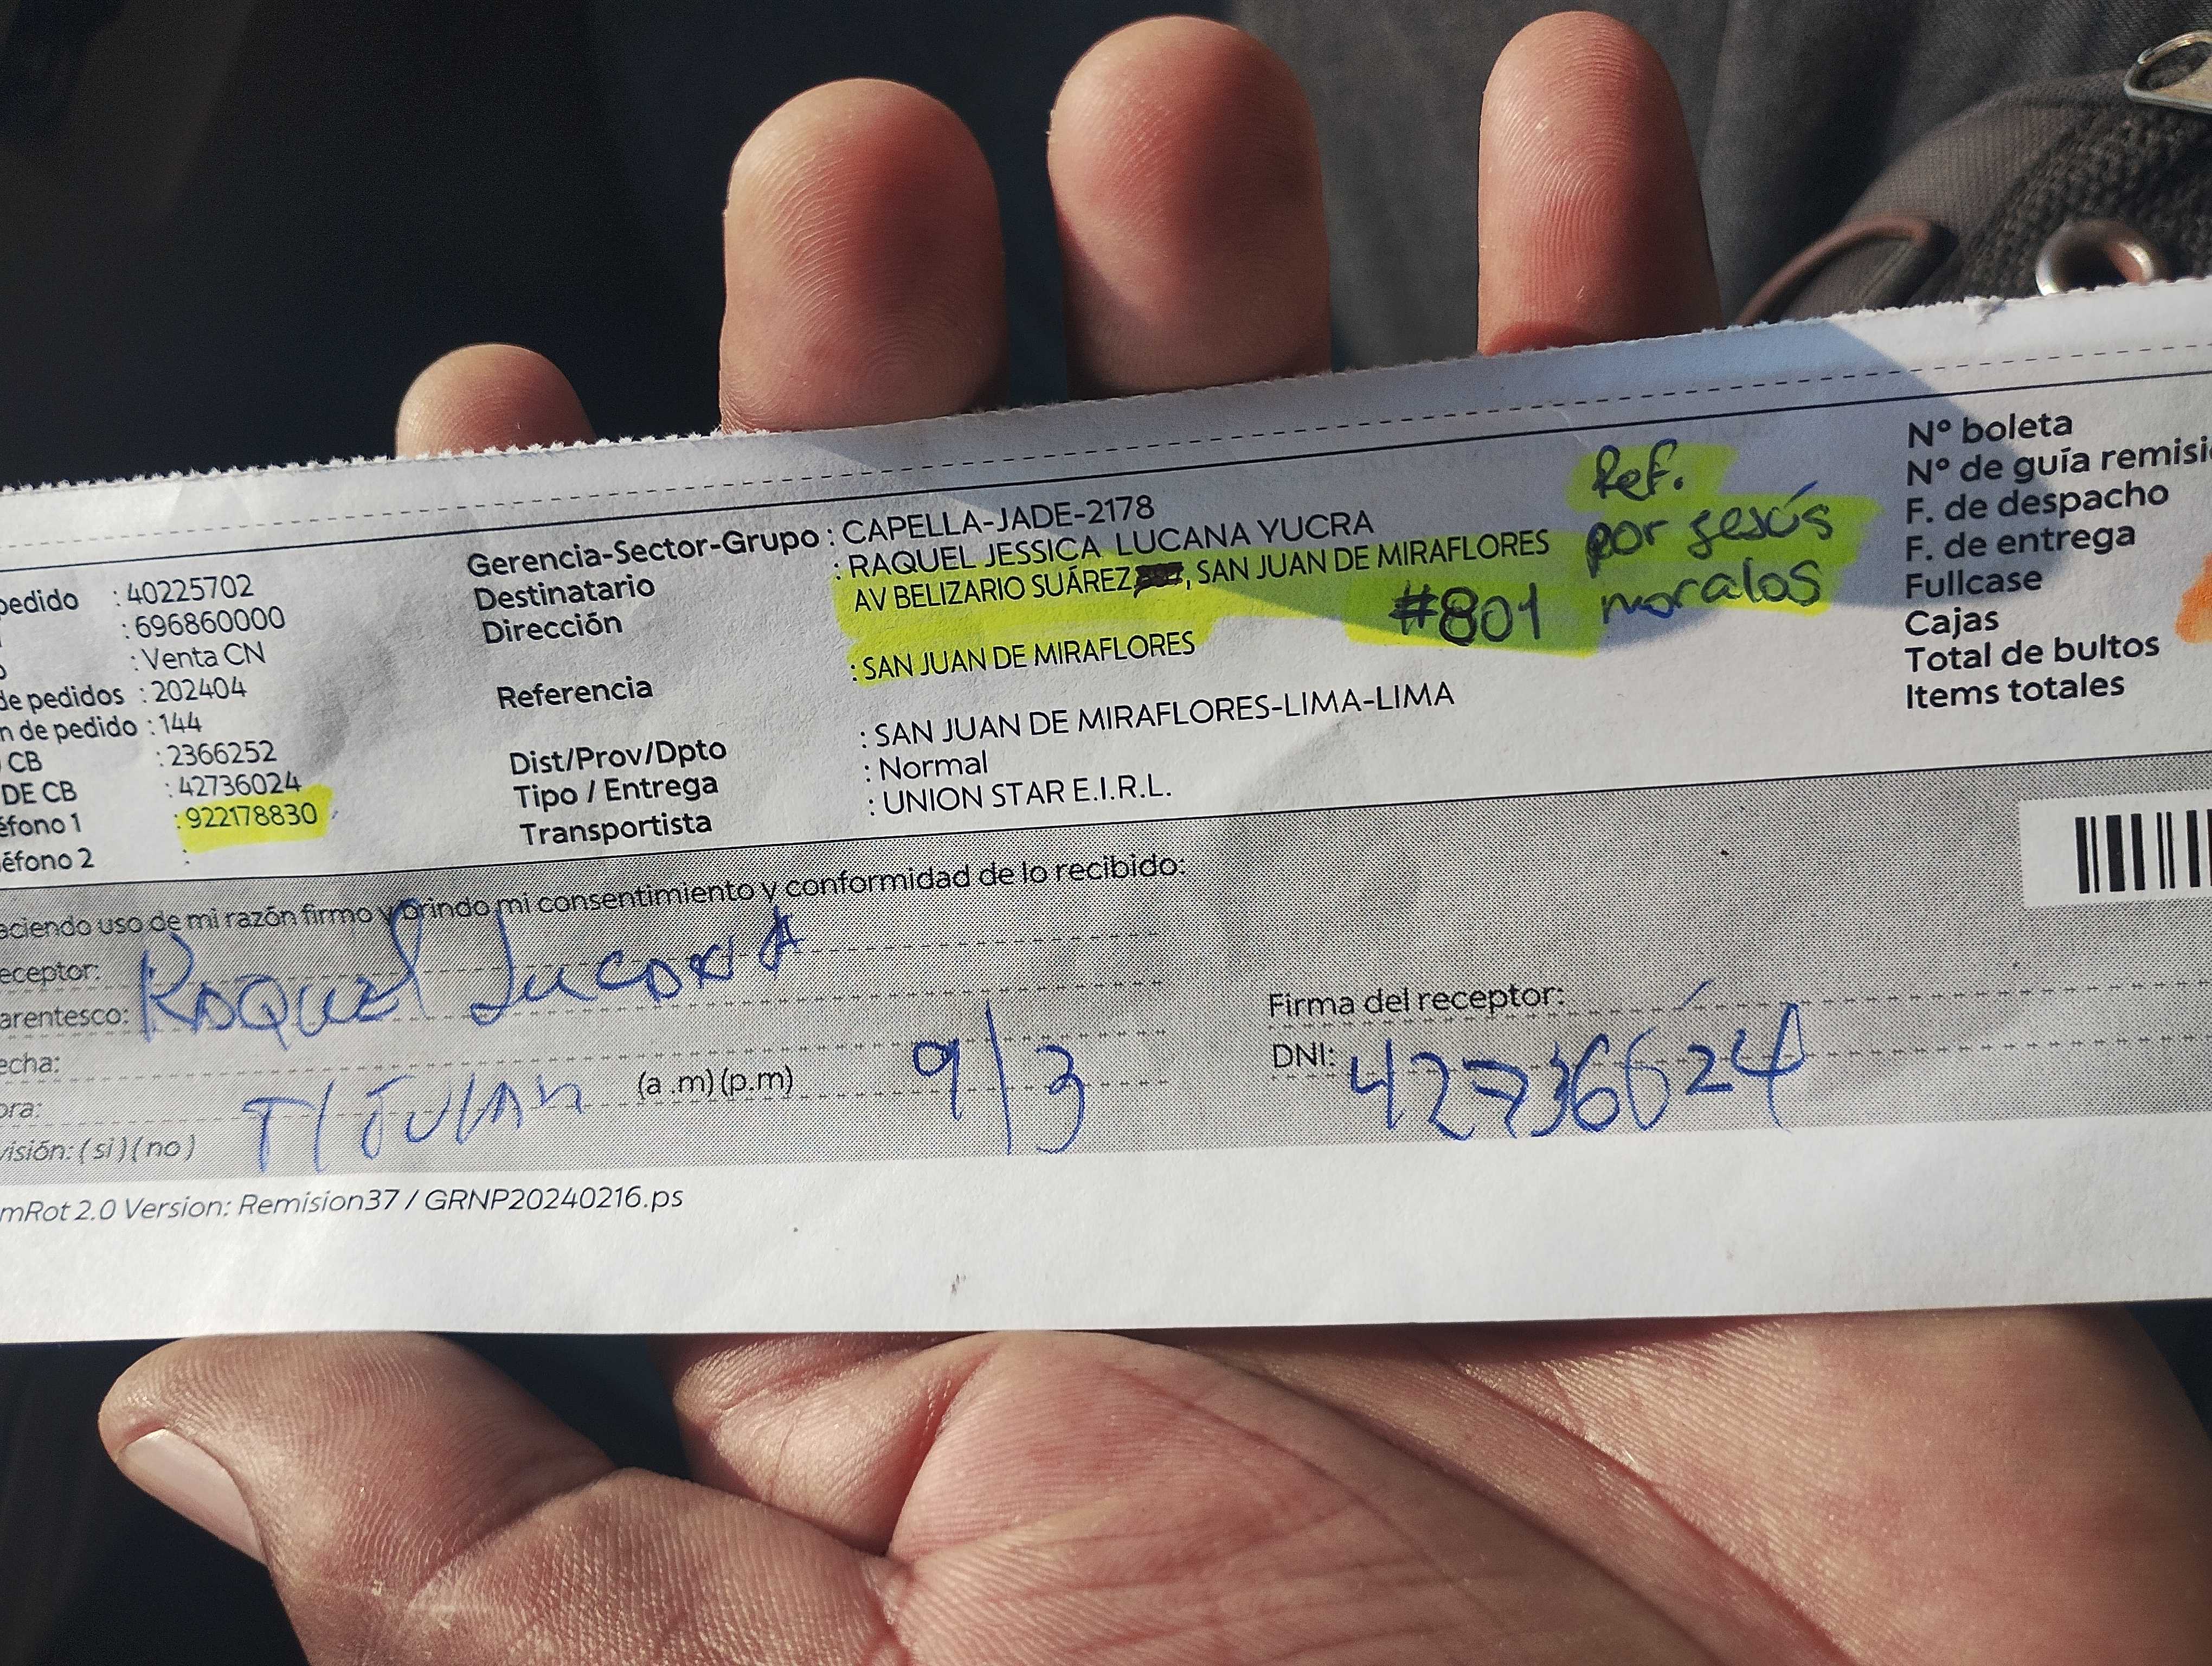 pedido : 40225702
: 696860000
: Venta CN
de pedidos : 202404
n de pedido : 144
CB : 2366252
DE CB : 42736024
éfono 1 : 922178830
léfono 2 :
Gerencia-Sector-Grupo : CAPELLA-JADE-2178
Destinatario : RAQUEL JESSICA LUCANA YUCRA
Dirección AV BELIZARIO SUÁREZ , SAN JUAN DE MIRAFLORES
#801
Referencia : SAN JUAN DE MIRAFLORES
Dist/Prov/Dpto : SAN JUAN DE MIRAFLORES-LIMA-LIMA
Tipo / Entrega : Normal
Transportista : UNION STAR E.I.R.L.
Ref.
por Jesús
moralos
N° boleta
N° de guía remisi
F. de despacho
F. de entrega
Fullcase
Cajas
Total de bultos
Items totales
aciendo uso de mi razón firmo y brindo mi consentimiento y conformidad de lo recibido:
eceptor: Raquel Lucana
arentesco:
echa:
ora: (a.m) (p.m) 9/3
visión: (si) (no) T/ JULIAN
Firma del receptor:
DNI: 42736024
mRot 2.0 Version: Remision37 / GRNP20240216.ps